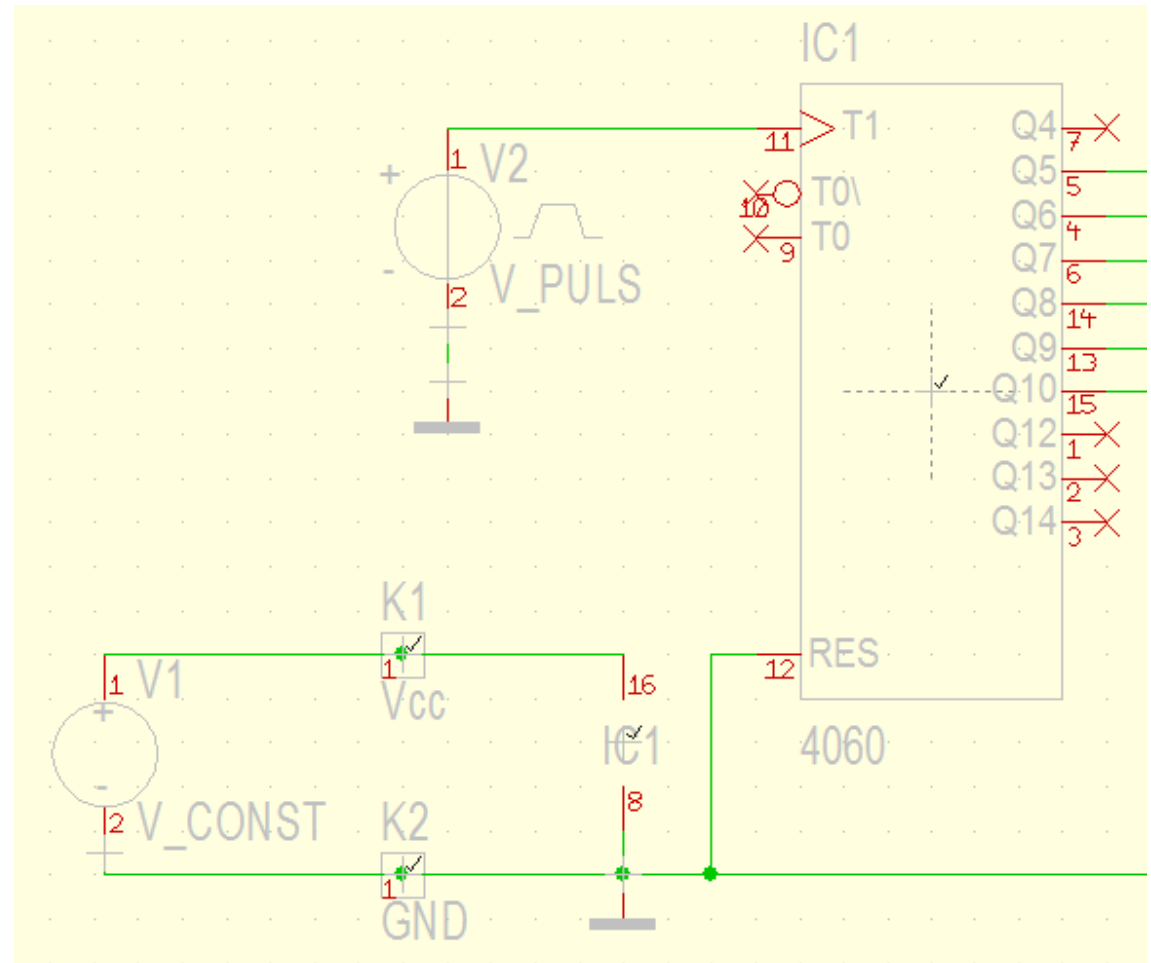 IC1
11 T1 Q4 7
1 V2
+
Q5 5
10 T0\
Q6 4
9 T0
Q7 6
-
2 V_PULS
Q8 14
Q9 13
Q10 15
Q12 1
Q13 2
Q14 3
K1
1
Vcc
12 RES
1 V1
+
16
IC1
4060
-
2 V_CONST
8
K2
1
GND